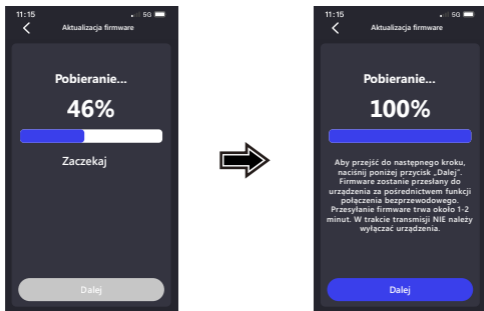 11:15
5G
Aktualizacja firmware
Pobieranie...
46%
Zaczekaj
Dalej
11:15
5G
Aktualizacja firmware
Pobieranie...
100%
Aby przejść do następnego kroku,
naciśnij poniżej przycisk „Dalej”.
Firmware zostanie przesłany do
urządzenia za pośrednictwem funkcji
połączenia bezprzewodowego.
Przesyłanie firmware trwa około 1-2
minut. W trakcie transmisji NIE należy
wyłączać urządzenia.
Dalej